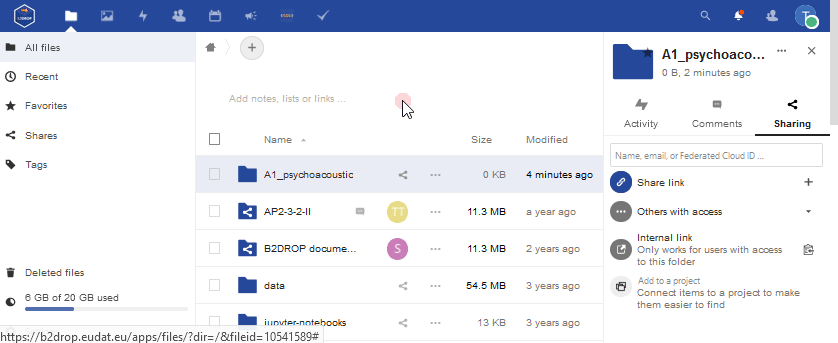 B2DROP
T
All files
Recent
Favorites
Shares
Tags
Deleted files
6 GB of 20 GB used
https://b2drop.eudat.eu/apps/files/?dir=/&fileid=10541589#
Add notes, lists or links ...
Name Size Modified
A1_psychoacoustic 0 KB 4 minutes ago
AP2-3-2-II TT 11.3 MB a year ago
B2DROP docume... S 11.3 MB 2 years ago
data 54.5 MB 3 years ago
jupyter-notebooks 13 KB 3 years ago
A1_psychoaco...
0 B, 2 minutes ago
Activity Comments Sharing
Name, email, or Federated Cloud ID ...
Share link
Others with access
Internal link
Only works for users with access
to this folder
Add to a project
Connect items to a project to make
them easier to find